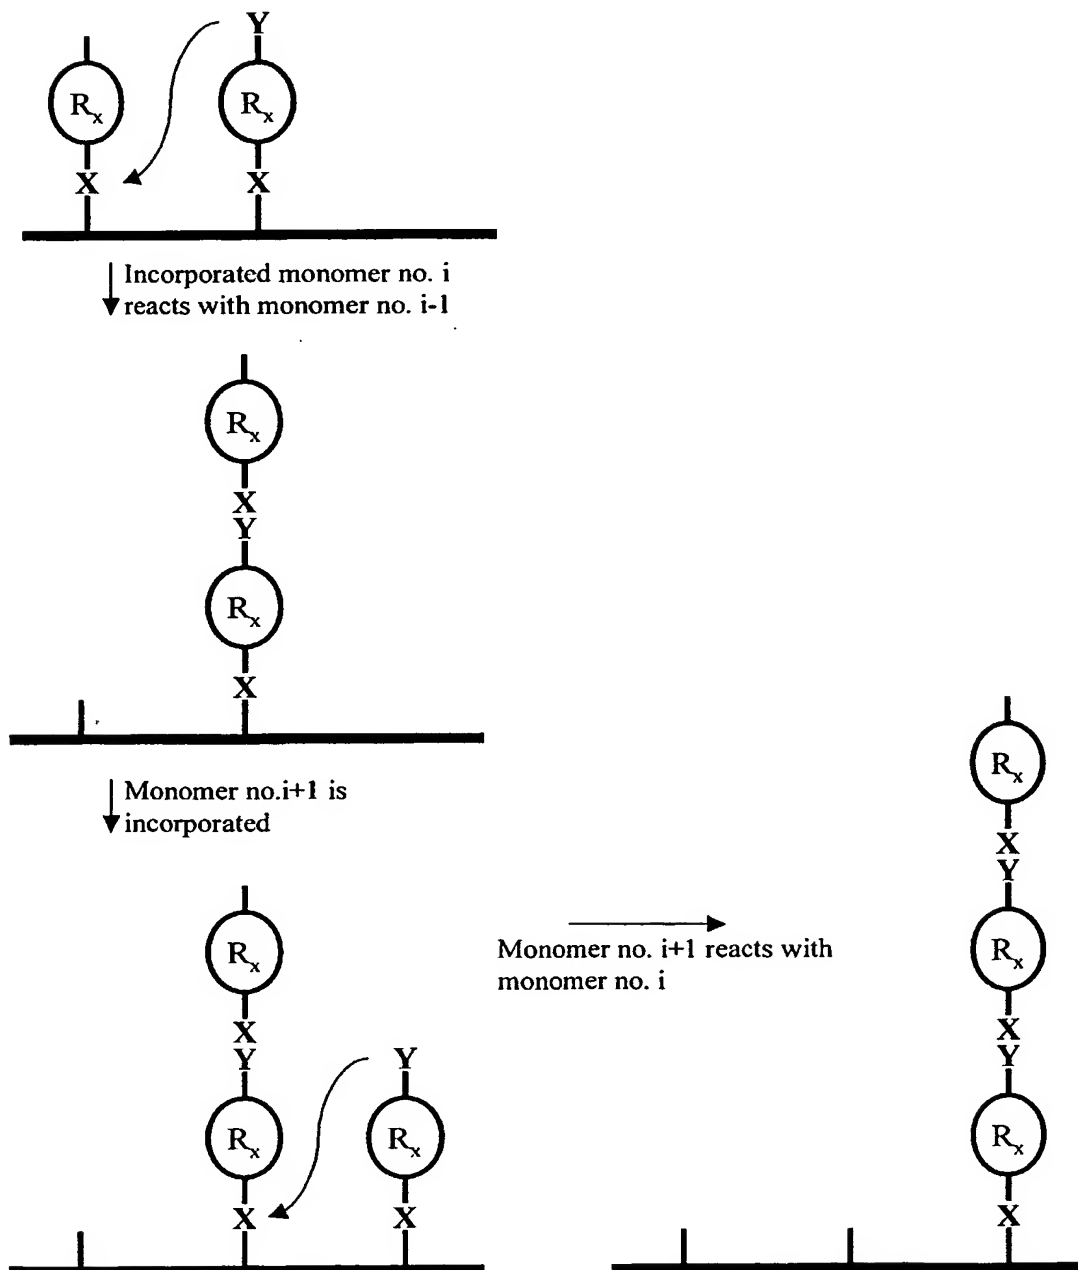 Y
Rₓ Rₓ
X X
Incorporated monomer no. i
reacts with monomer no. i-1
Rₓ
X
Y
Rₓ
X
Monomer no.i+1 is
incorporated
Rₓ
X
Y Y
Rₓ Rₓ
X X
Monomer no. i+1 reacts with
monomer no. i
Rₓ
X
Y
Rₓ
X
Y
Rₓ
X